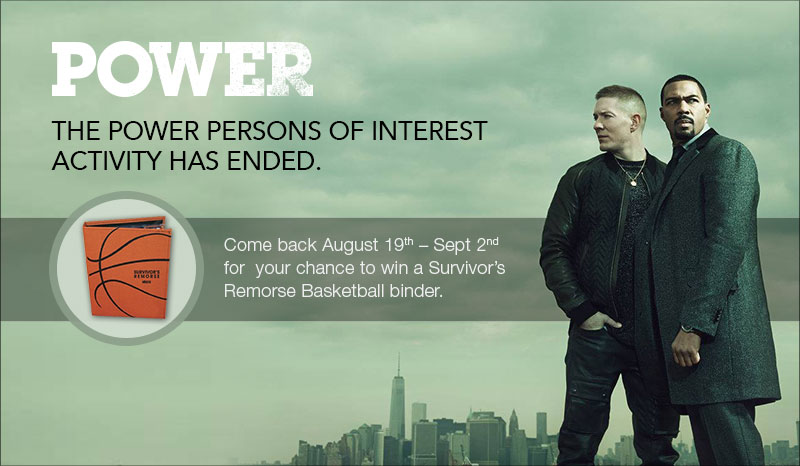 POWER
THE POWER PERSONS OF INTEREST
ACTIVITY HAS ENDED.
SURVIVOR'S
REMORSE
Come back August 19th – Sept 2nd
for  your chance to win a Survivor's
Remorse Basketball binder.